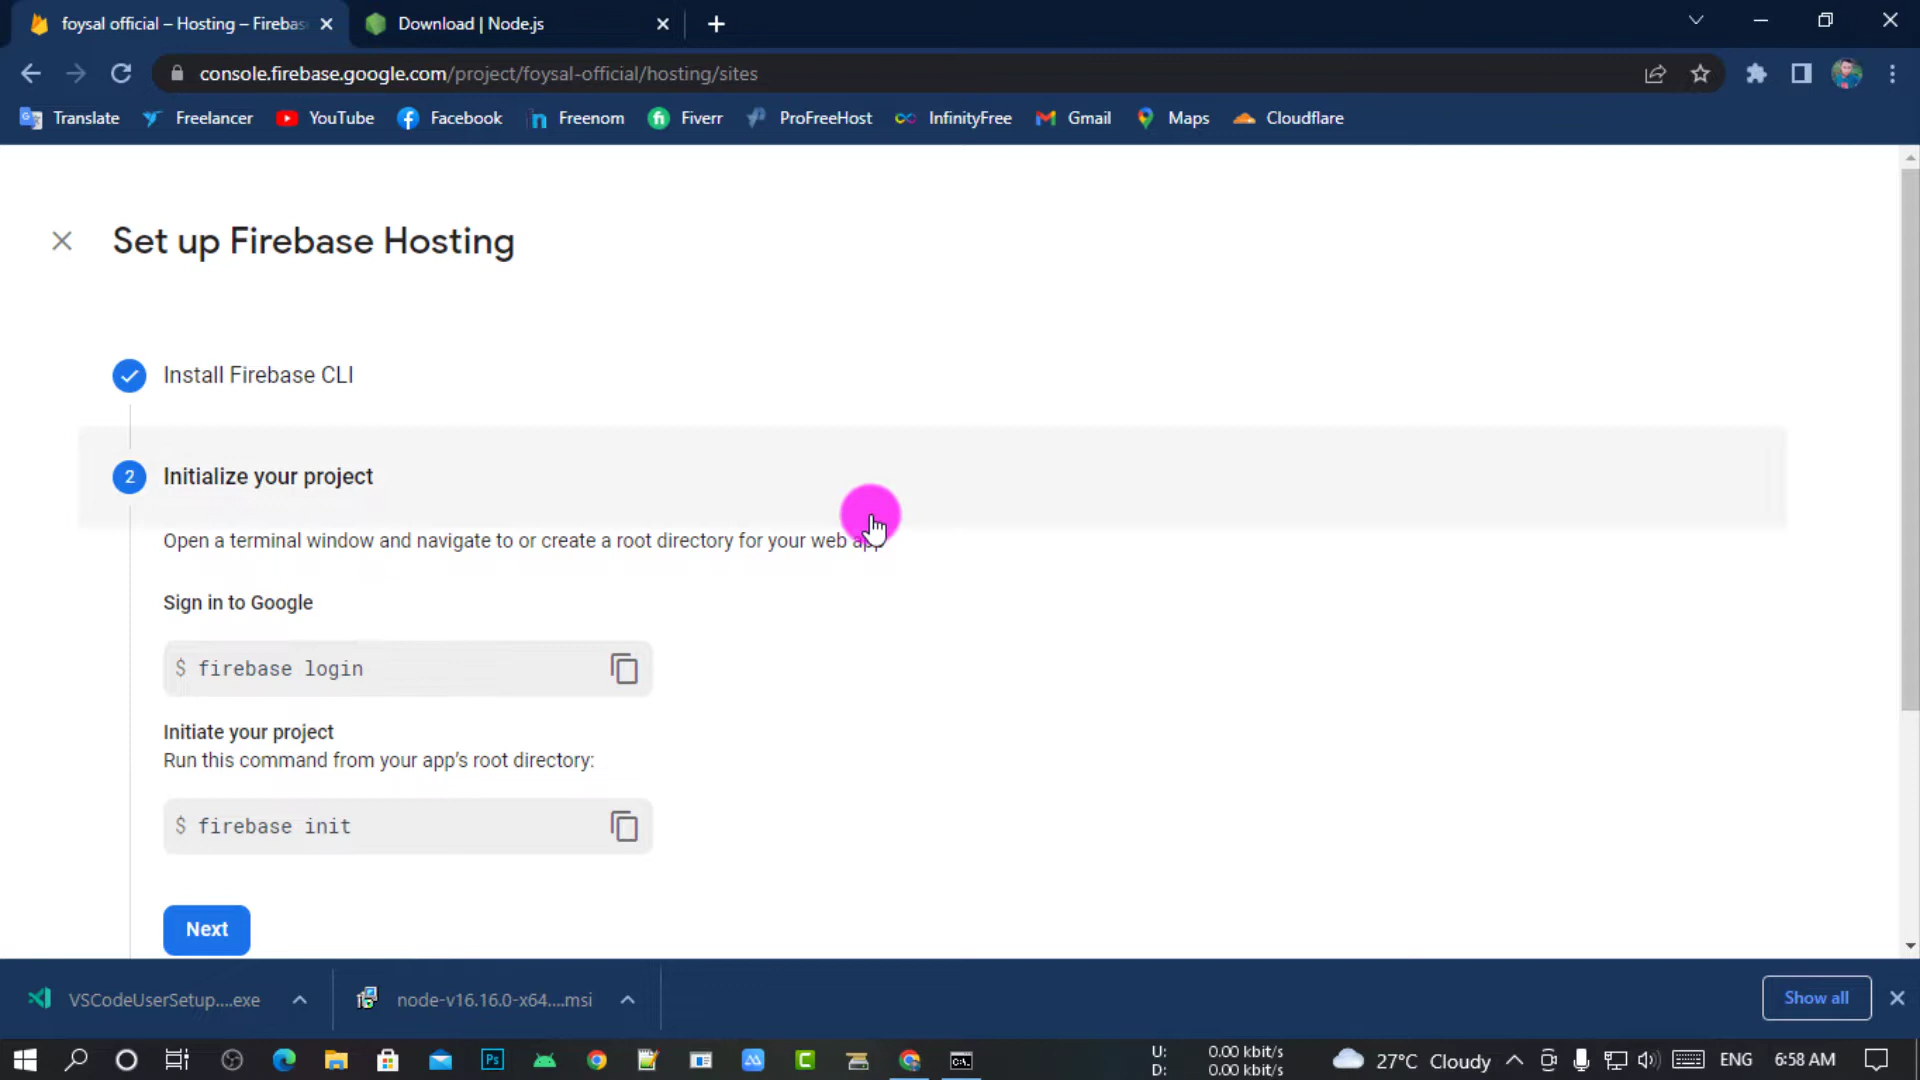 foysal official – Hosting – Firebas
Download | Node.js
console.firebase.google.com/project/foysal-official/hosting/sites
Translate
Freelancer
YouTube
Facebook
Freenom
Fiverr
ProFreeHost
InfinityFree
Gmail
Maps
Cloudflare
Set up Firebase Hosting
Install Firebase CLI
2 Initialize your project
Open a terminal window and navigate to or create a root directory for your web app
Sign in to Google
$ firebase login
Initiate your project
Run this command from your app's root directory:
$ firebase init
Next
VSCodeUserSetup....exe
node-v16.16.0-x64....msi
Show all
U: 0.00 kbit/s
D: 0.00 kbit/s
27°C Cloudy
ENG
6:58 AM